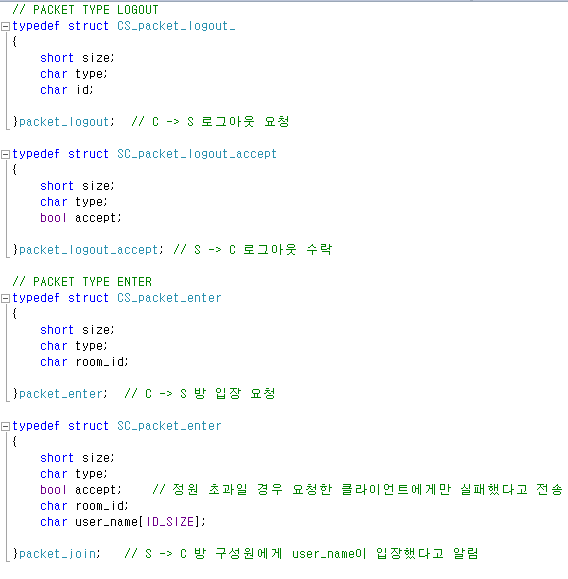 // PACKET TYPE LOGOUT
typedef struct CS_packet_logout_
{
short size;
char type;
char id;
}packet_logout; // C -> S 로그아웃 요청
typedef struct SC_packet_logout_accept
{
short size;
char type;
bool accept;
}packet_logout_accept; // S -> C 로그아웃 수락
// PACKET TYPE ENTER
typedef struct CS_packet_enter
{
short size;
char type;
char room_id;
}packet_enter; // C -> S 방 입장 요청
typedef struct SC_packet_enter
{
short size;
char type;
bool accept; // 정원 초과일 경우 요청한 클라이언트에게만 실패했다고 전송
char room_id;
char user_name[ID_SIZE];
}packet_join; // S -> C 방 구성원에게 user_name이 입장했다고 알림